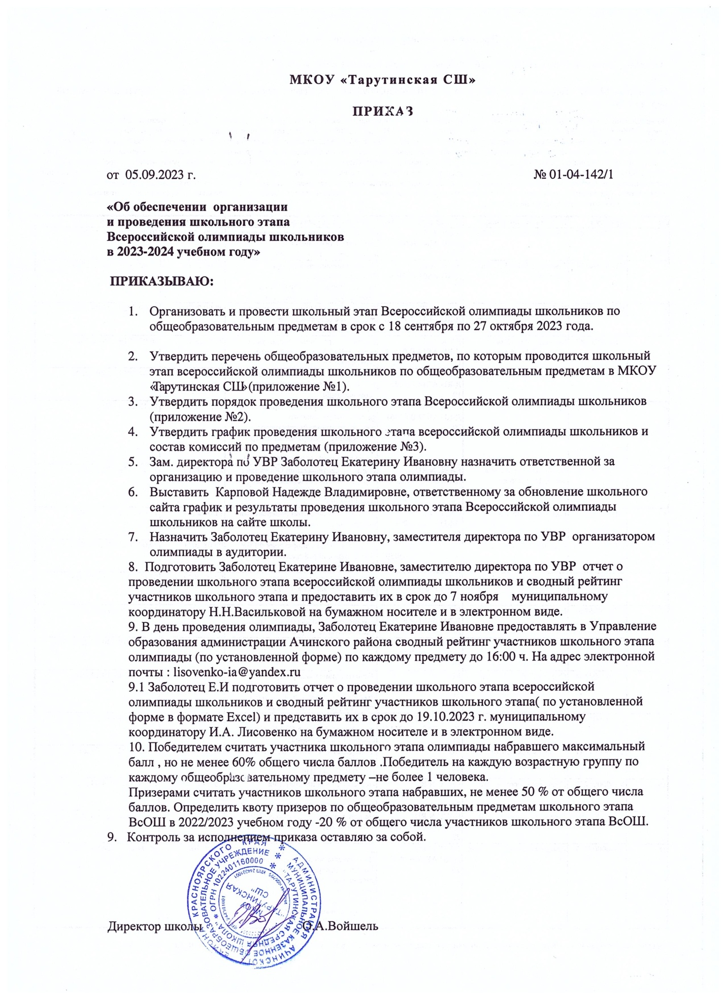 МКОУ «Тарутинская СШ»
ПРИКАЗ
от  05.09.2023 г.
№ 01-04-142/1
«Об обеспечении  организации
и проведения школьного этапа
Всероссийской олимпиады школьников
в 2023-2024 учебном году»
ПРИКАЗЫВАЮ:
1. Организовать и провести школьный этап Всероссийской олимпиады школьников по
общеобразовательным предметам в срок с 18 сентября по 27 октября 2023 года.
2. Утвердить перечень общеобразовательных предметов, по которым проводится школьный
этап всероссийской олимпиады школьников по общеобразовательным предметам в МКОУ
«Тарутинская СШ»(приложение №1).
3. Утвердить порядок проведения школьного этапа Всероссийской олимпиады школьников
(приложение №2).
4. Утвердить график проведения школьного этапа всероссийской олимпиады школьников и
состав комиссий по предметам (приложение №3).
5. Зам. директора по УВР Заболотец Екатерину Ивановну назначить ответственной за
организацию и проведение школьного этапа олимпиады.
6. Выставить  Карповой Надежде Владимировне, ответственному за обновление школьного
сайта график и результаты проведения школьного этапа Всероссийской олимпиады
школьников на сайте школы.
7. Назначить Заболотец Екатерину Ивановну, заместителя директора по УВР  организатором
олимпиады в аудитории.
8.  Подготовить Заболотец Екатерине Ивановне, заместителю директора по УВР  отчет о
проведении школьного этапа всероссийской олимпиады школьников и сводный рейтинг
участников школьного этапа и предоставить их в срок до 7 ноября    муниципальному
координатору Н.Н.Васильковой на бумажном носителе и в электронном виде.
9. В день проведения олимпиады, Заболотец Екатерине Ивановне предоставлять в Управление
образования администрации Ачинского района сводный рейтинг участников школьного этапа
олимпиады (по установленной форме) по каждому предмету до 16:00 ч. На адрес электронной
почты : lisovenko-ia@yandex.ru
9.1 Заболотец Е.И подготовить отчет о проведении школьного этапа всероссийской
олимпиады школьников и сводный рейтинг участников школьного этапа( по установленной
форме в формате Excel) и представить их в срок до 19.10.2023 г. муниципальному
координатору И.А. Лисовенко на бумажном носителе и в электронном виде.
10. Победителем считать участника школьного этапа олимпиады набравшего максимальный
балл , но не менее 60% общего числа баллов .Победитель на каждую возрастную группу по
каждому общеобразовательному предмету –не более 1 человека.
Призерами считать участников школьного этапа набравших, не менее 50 % от общего числа
баллов. Определить квоту призеров по общеобразовательным предметам школьного этапа
ВсОШ в 2022/2023 учебном году -20 % от общего числа участников школьного этапа ВсОШ.
9.   Контроль за исполнением приказа оставляю за собой.
АДМИНИСТРАЦИЯ АЧИНСКОГО РАЙОНА КРАСНОЯРСКОГО КРАЯ
МУНИЦИПАЛЬНОЕ КАЗЕННОЕ ОБЩЕОБРАЗОВАТЕЛЬНОЕ УЧРЕЖДЕНИЕ
"ТАРУТИНСКАЯ СРЕДНЯЯ ШКОЛА" * ОГРН 1022401160000 *
"ТАРУТИНСКАЯ
СШ"
Директор школы О.А.Войшель